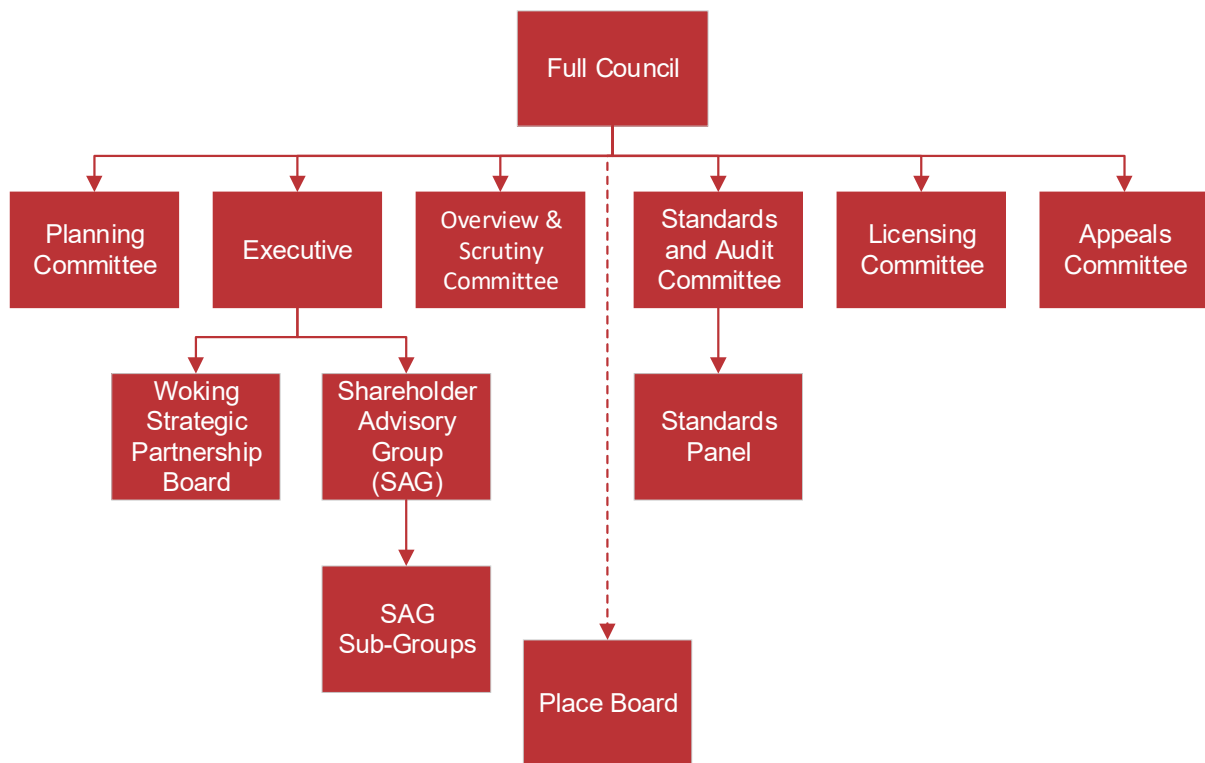 Full Council
Planning
Committee
Executive
Overview &
Scrutiny
Committee
Standards
and Audit
Committee
Licensing
Committee
Appeals
Committee
Woking
Strategic
Partnership
Board
Shareholder
Advisory
Group
(SAG)
Standards
Panel
SAG
Sub-Groups
Place Board